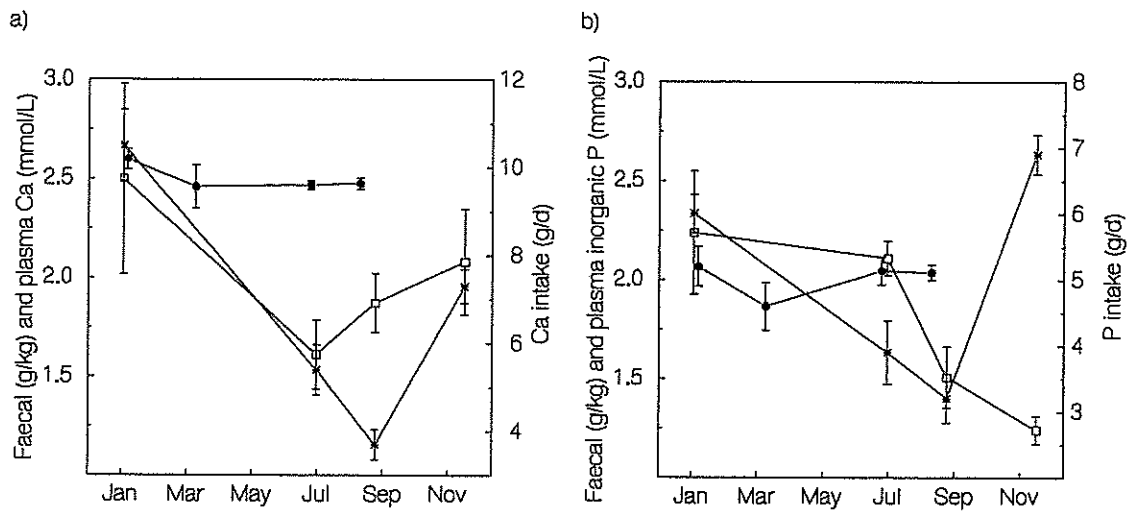 a)
Faecal (g/kg) and plasma Ca (mmol/L)
3.0
2.5
2.0
1.5
12
10
8
6
4
Ca intake (g/d)
Jan Mar May Jul Sep Nov
b)
Faecal (g/kg) and plasma inorganic P (mmol/L)
3.0
2.5
2.0
1.5
8
7
6
5
4
3
P intake (g/d)
Jan Mar May Jul Sep Nov